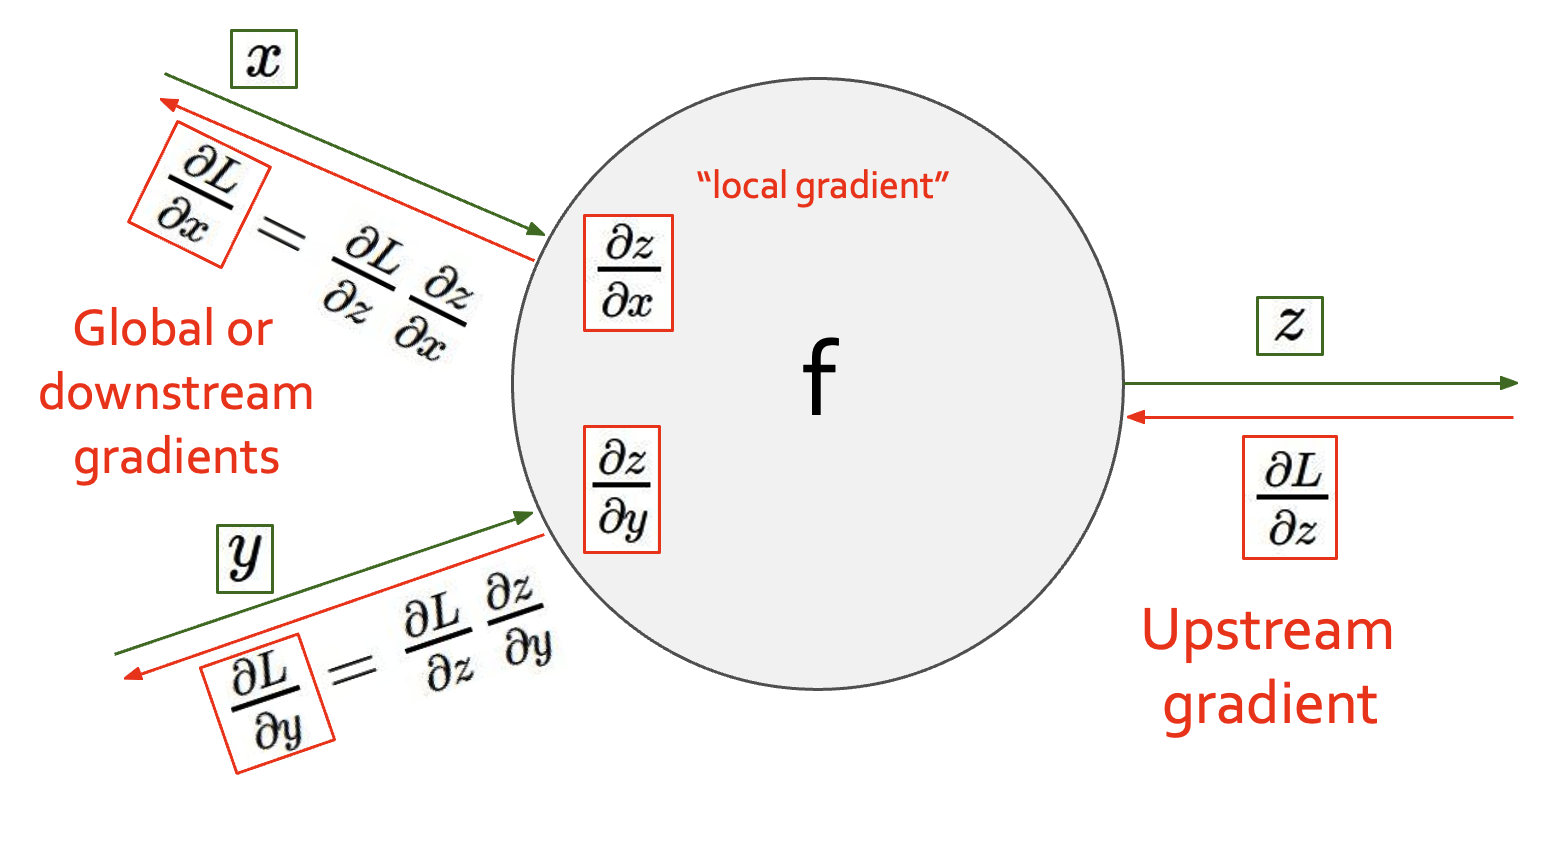 x
∂L/∂x = ∂L/∂z ∂z/∂x
Global or
downstream
gradients
y
∂L/∂y = ∂L/∂z ∂z/∂y
“local gradient”
∂z/∂x
f
∂z/∂y
z
∂L/∂z
Upstream
gradient